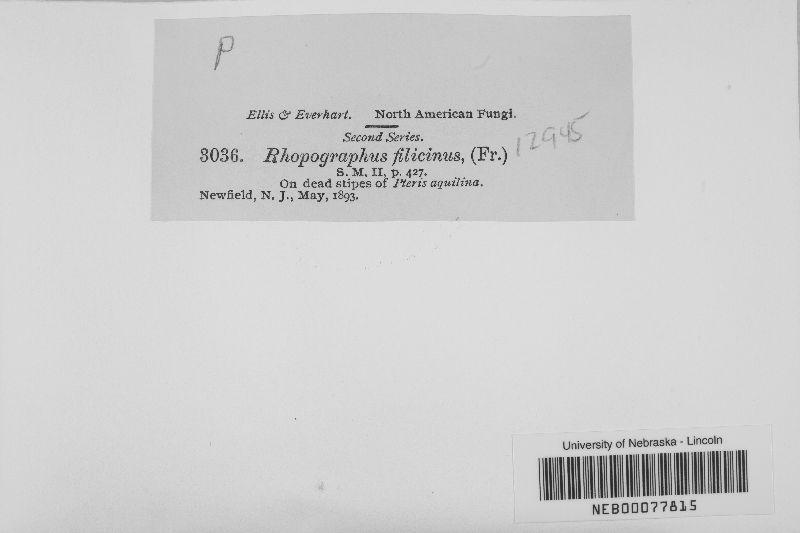 P
Ellis & Everhart. North American Fungi.
Second Series.
3036. Rhopographus filicinus, (Fr.)
12945
S. M. II, p. 427.
On dead stipes of Pteris aquilina.
Newfield, N. J., May, 1893.
University of Nebraska - Lincoln
NEB00077815